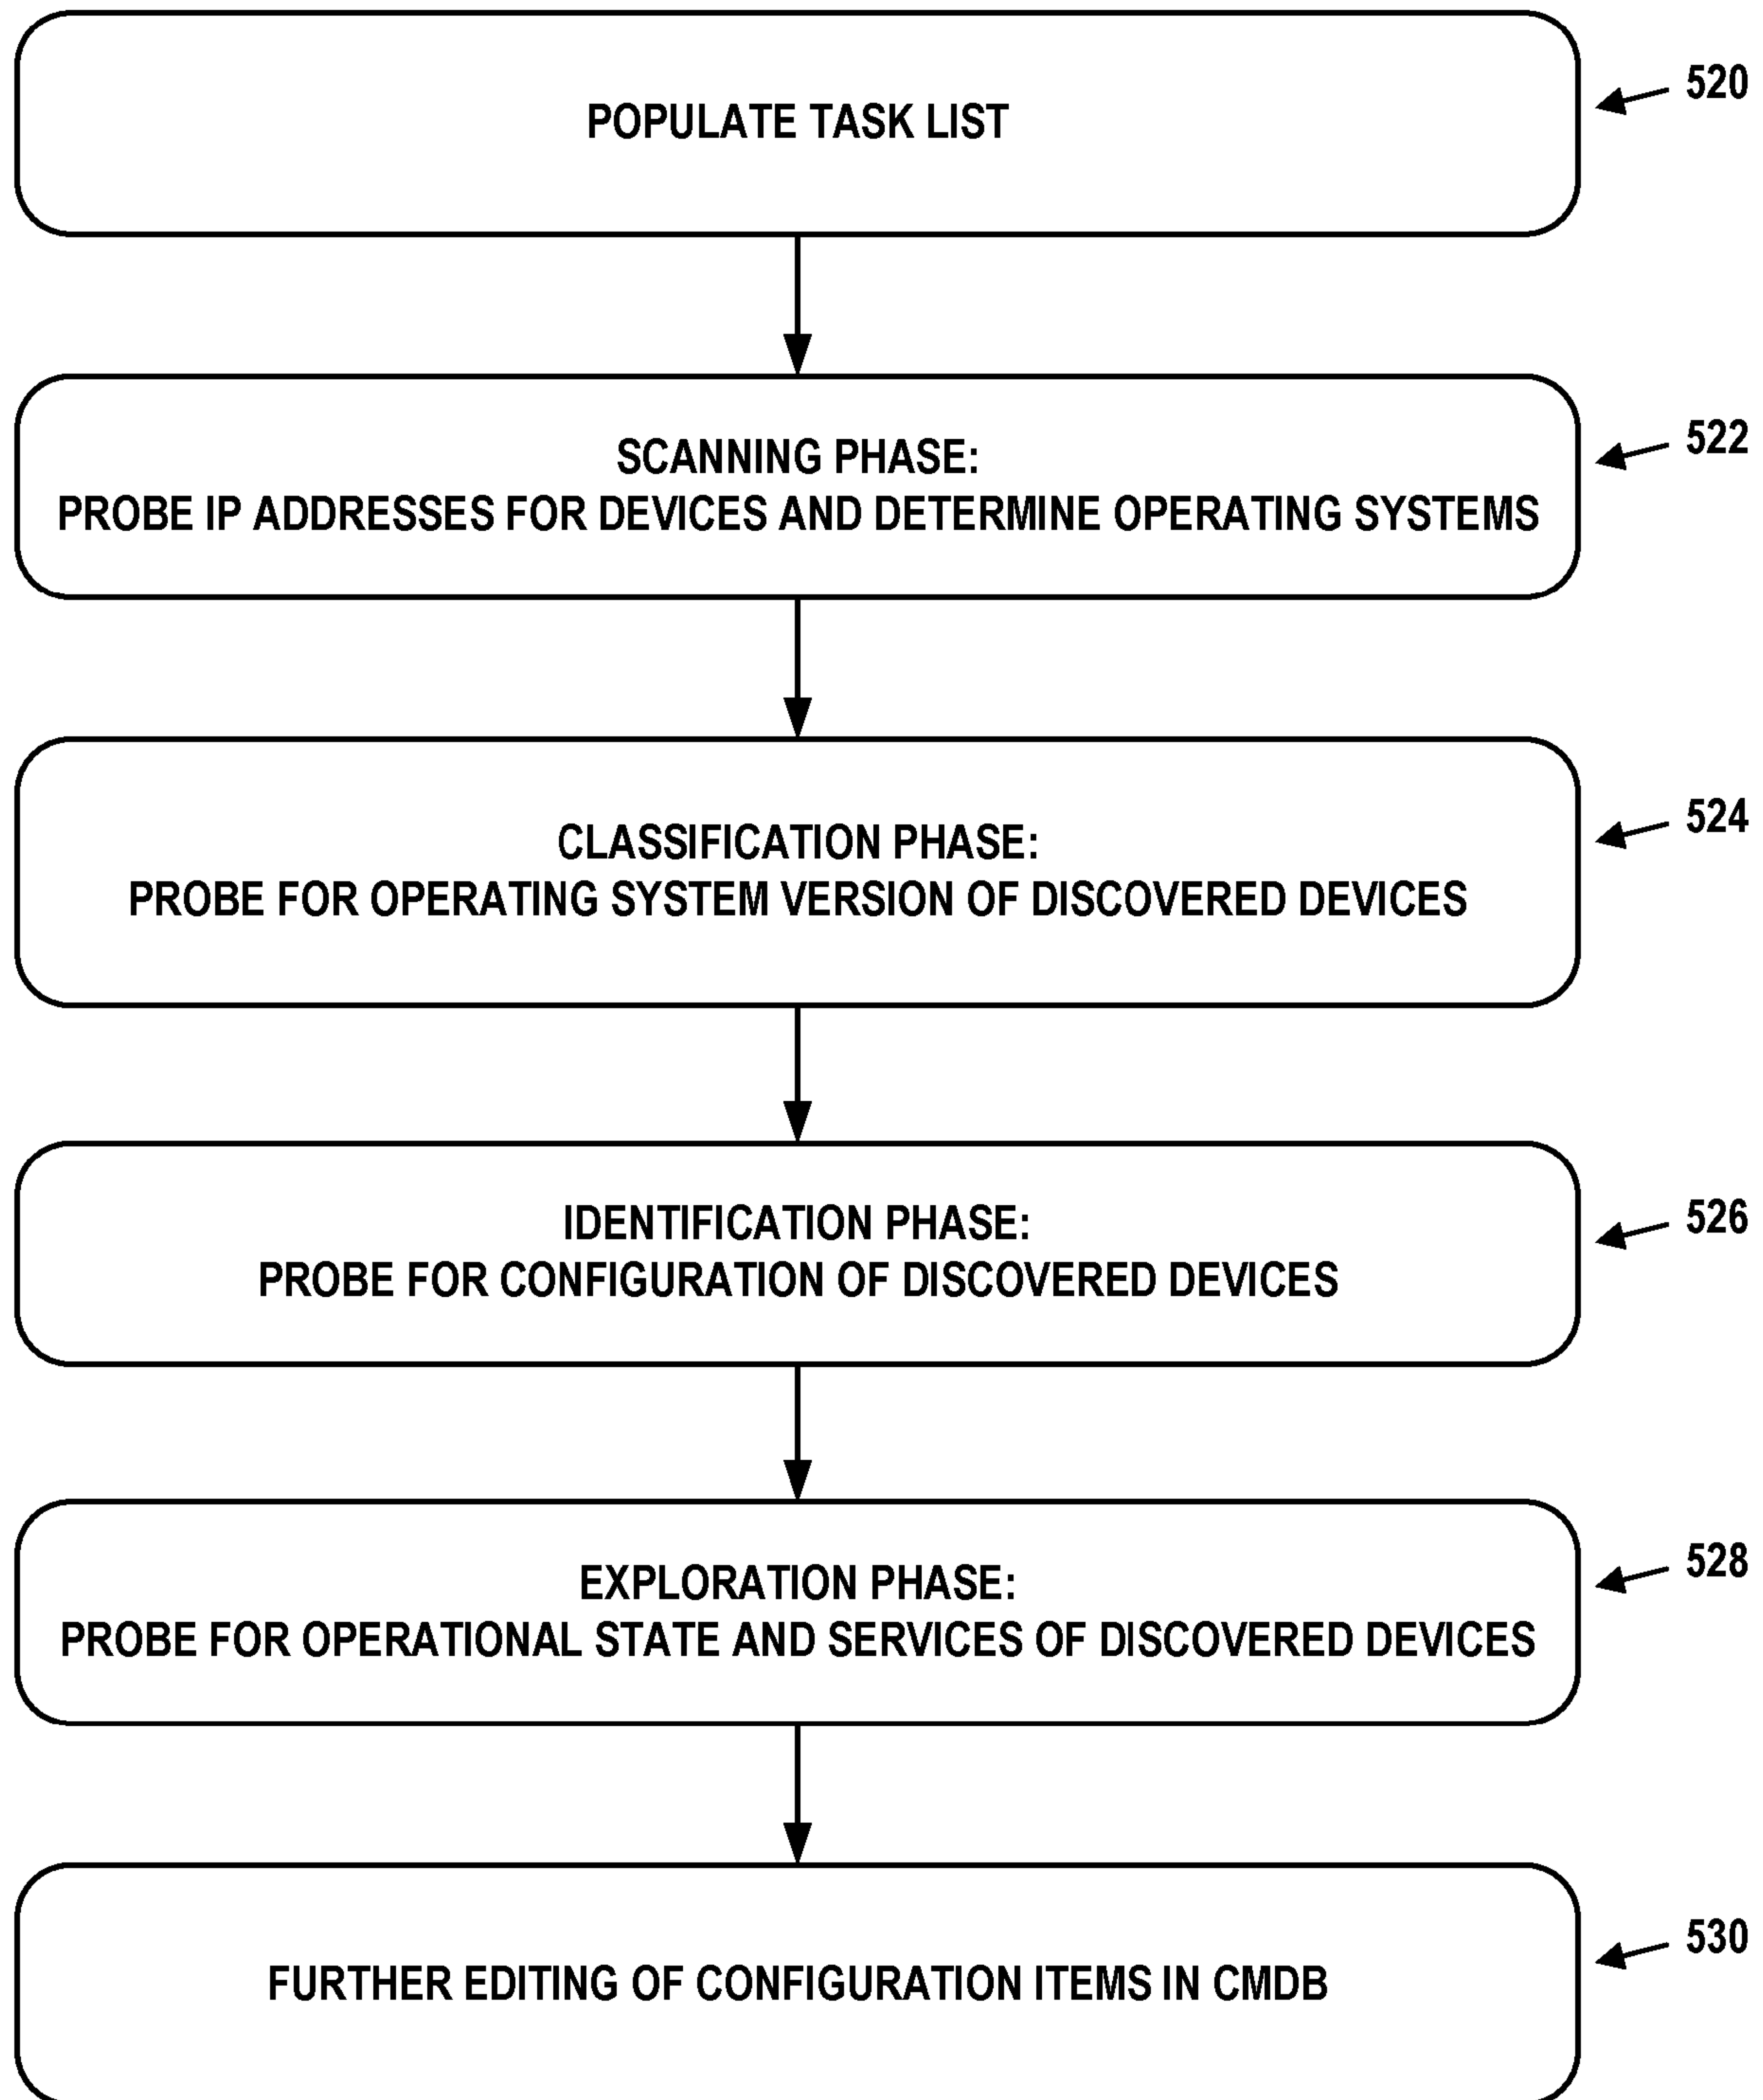 POPULATE TASK LIST
520
SCANNING PHASE:
PROBE IP ADDRESSES FOR DEVICES AND DETERMINE OPERATING SYSTEMS
522
CLASSIFICATION PHASE:
PROBE FOR OPERATING SYSTEM VERSION OF DISCOVERED DEVICES
524
IDENTIFICATION PHASE:
PROBE FOR CONFIGURATION OF DISCOVERED DEVICES
526
EXPLORATION PHASE:
PROBE FOR OPERATIONAL STATE AND SERVICES OF DISCOVERED DEVICES
528
FURTHER EDITING OF CONFIGURATION ITEMS IN CMDB
530